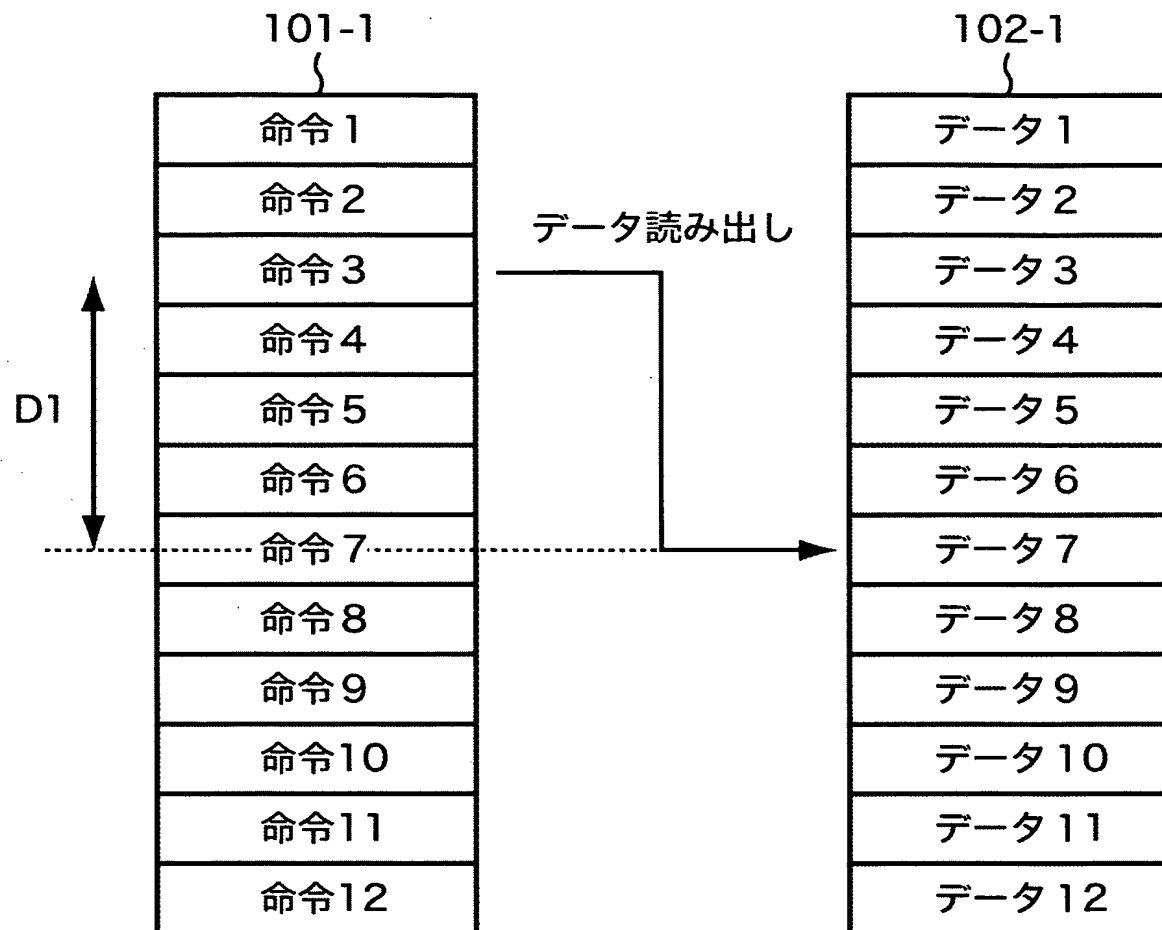 101-1
102-1
命令1
命令2
命令3
命令4
命令5
命令6
命令7
命令8
命令9
命令10
命令11
命令12
データ読み出し
D1
データ1
データ2
データ3
データ4
データ5
データ6
データ7
データ8
データ9
データ10
データ11
データ12